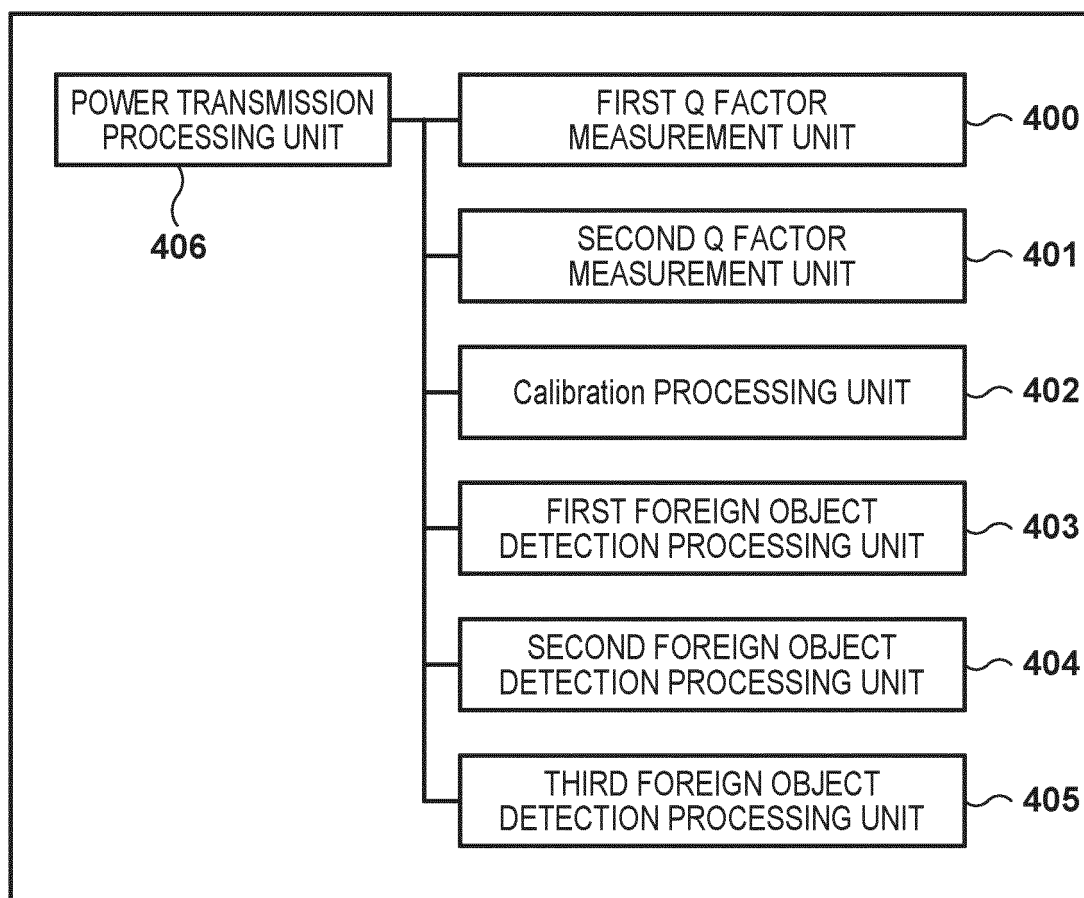 POWER TRANSMISSION
PROCESSING UNIT
406
FIRST Q FACTOR
MEASUREMENT UNIT
400
SECOND Q FACTOR
MEASUREMENT UNIT
401
Calibration PROCESSING UNIT
402
FIRST FOREIGN OBJECT
DETECTION PROCESSING UNIT
403
SECOND FOREIGN OBJECT
DETECTION PROCESSING UNIT
404
THIRD FOREIGN OBJECT
DETECTION PROCESSING UNIT
405